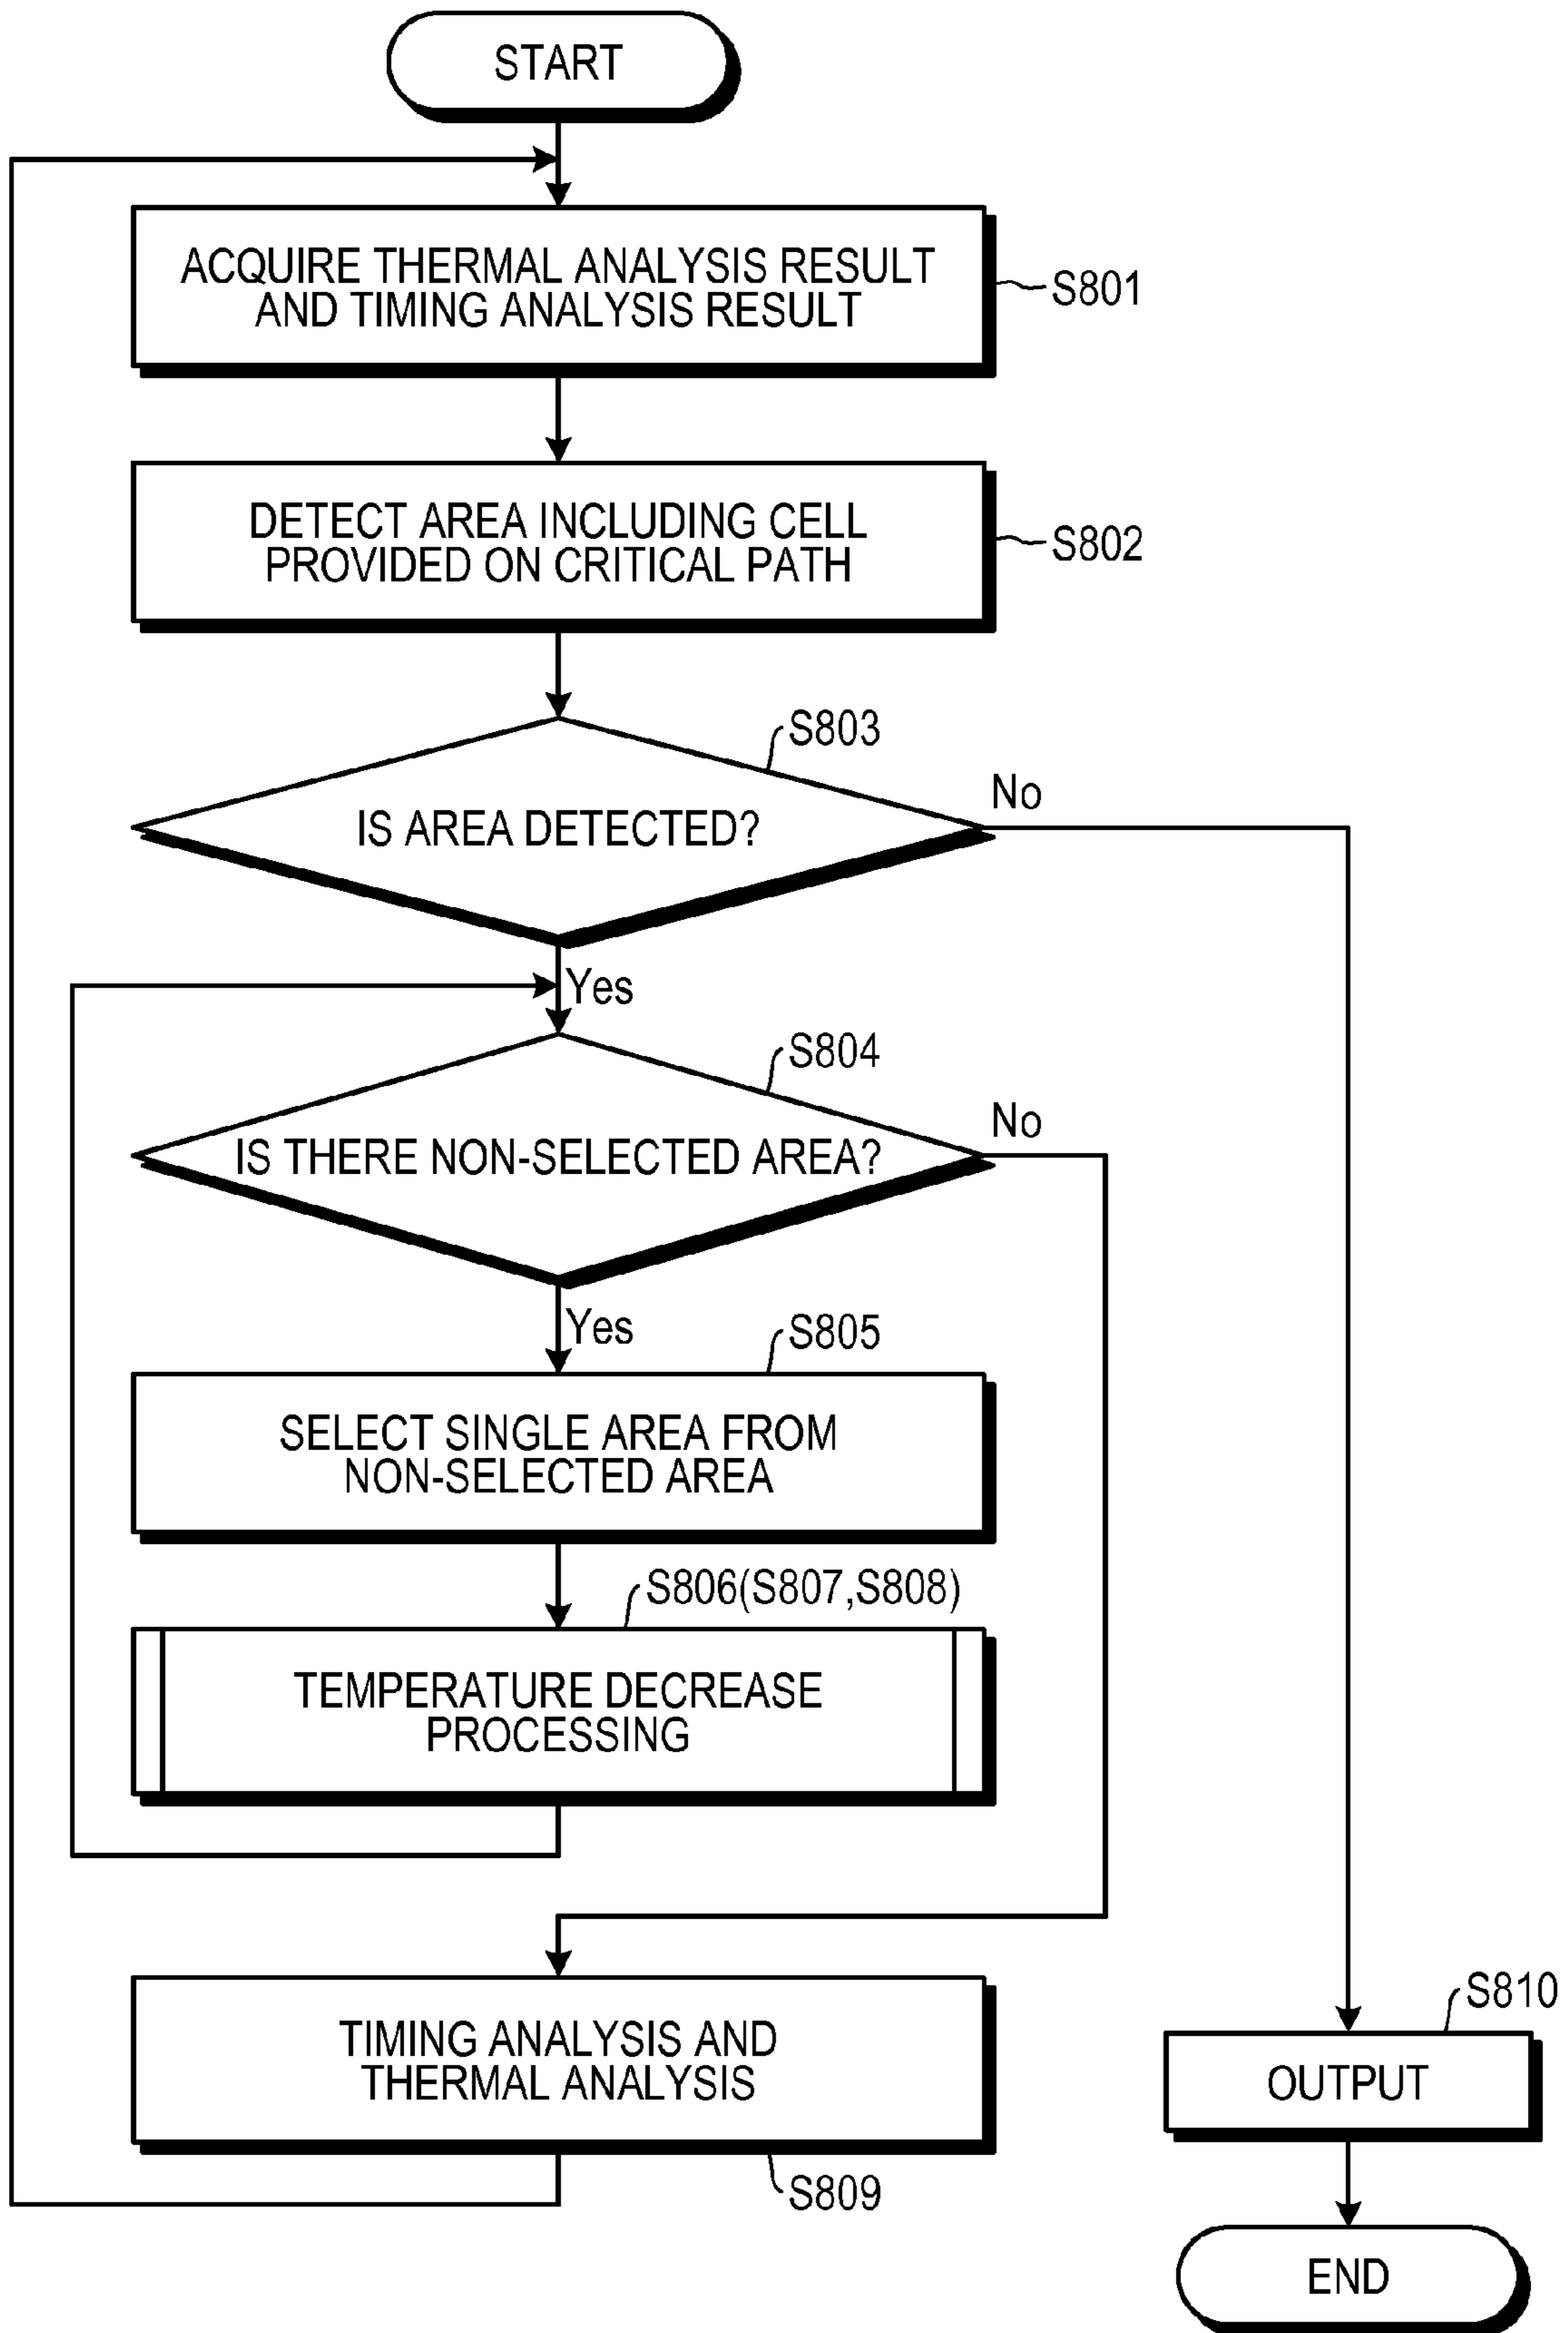 START
ACQUIRE THERMAL ANALYSIS RESULT
AND TIMING ANALYSIS RESULT
S801
DETECT AREA INCLUDING CELL
PROVIDED ON CRITICAL PATH
S802
S803
No
IS AREA DETECTED?
Yes
S804
No
IS THERE NON-SELECTED AREA?
Yes
S805
SELECT SINGLE AREA FROM
NON-SELECTED AREA
S806(S807,S808)
TEMPERATURE DECREASE
PROCESSING
TIMING ANALYSIS AND
THERMAL ANALYSIS
S809
S810
OUTPUT
END